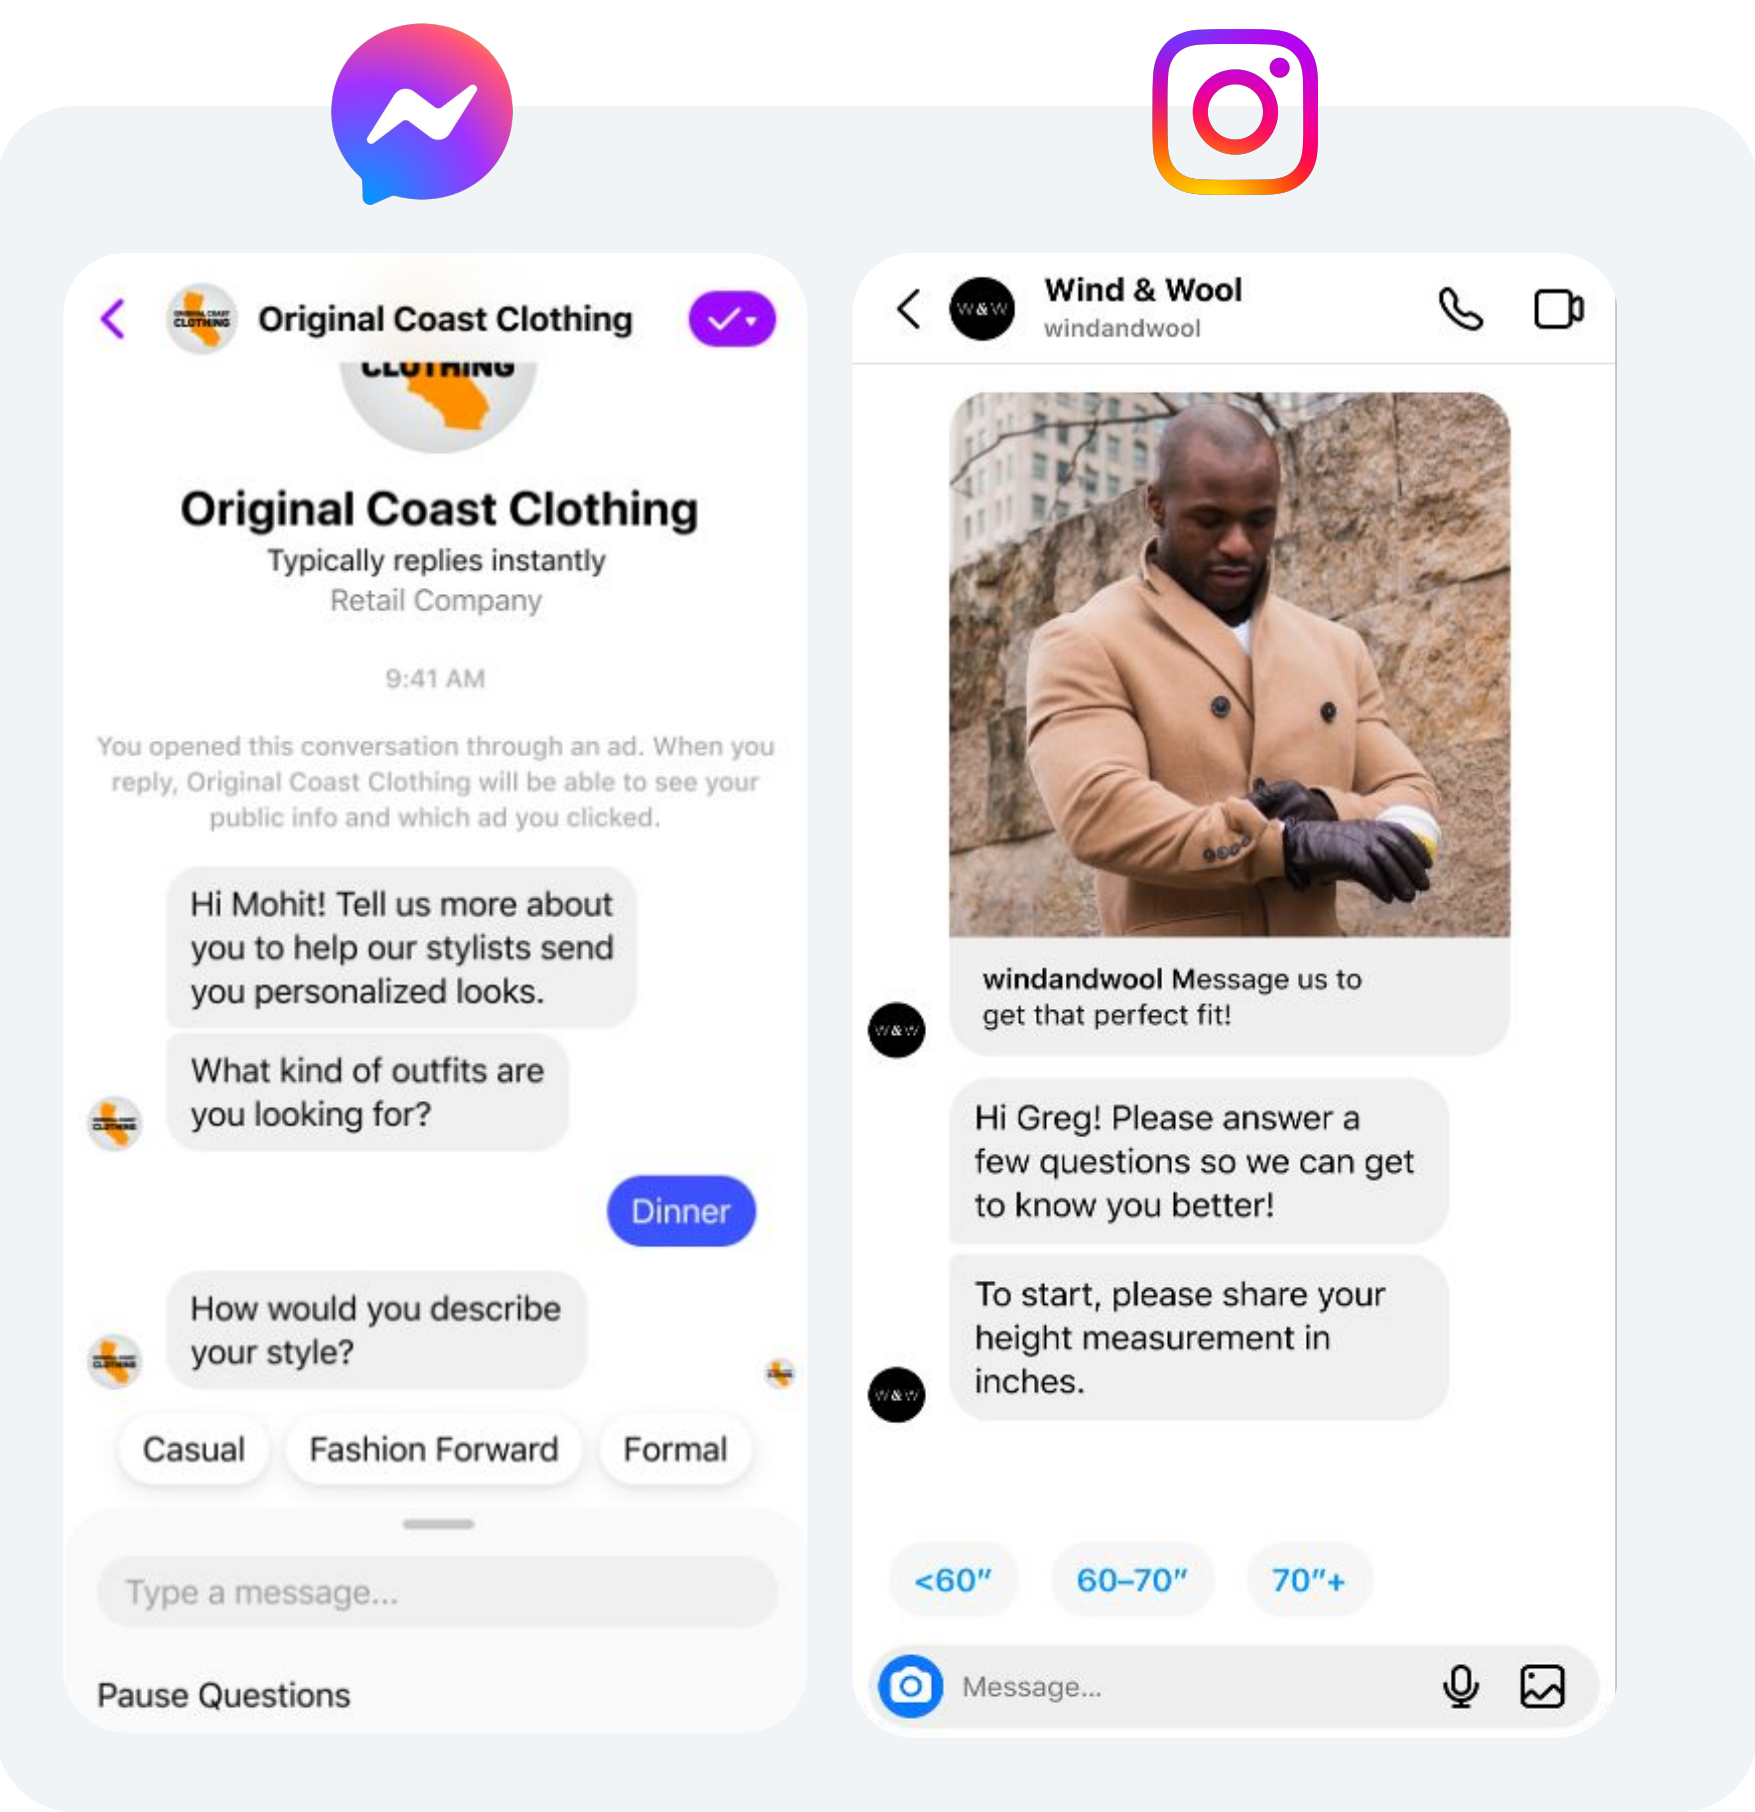 Original Coast Clothing
CLOTHING
Original Coast Clothing
Typically replies instantly
Retail Company
9:41 AM
You opened this conversation through an ad. When you
reply, Original Coast Clothing will be able to see your
public info and which ad you clicked.
Hi Mohit! Tell us more about
you to help our stylists send
you personalized looks.
What kind of outfits are
you looking for?
Dinner
How would you describe
your style?
Casual
Fashion Forward
Formal
Type a message...
Pause Questions
W&W
Wind & Wool
windandwool
windandwool Message us to
get that perfect fit!
W&W
Hi Greg! Please answer a
few questions so we can get
to know you better!
To start, please share your
height measurement in
inches.
W&W
<60”
60–70”
70”+
Message...